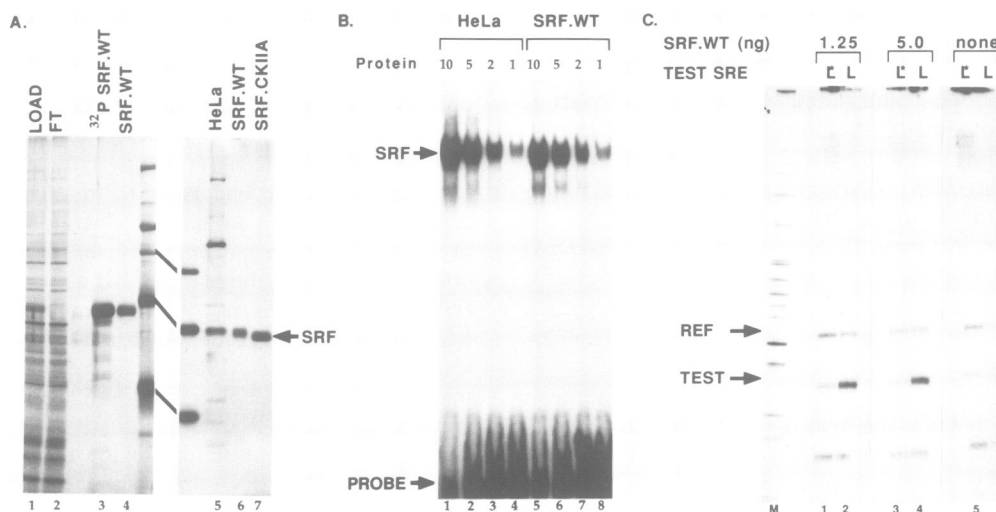 A.
LOAD
FT
32P SRF.WT
SRF.WT
HeLa
SRF.WT
SRF.CKIIA
SRF
1 2 3 4 5 6 7
B.
HeLa SRF.WT
Protein 10 5 2 1 10 5 2 1
SRF
PROBE
1 2 3 4 5 6 7 8
C.
SRF.WT (ng) 1.25 5.0 none
TEST SRE L* L L* L L* L
REF
TEST
M 1 2 3 4 5